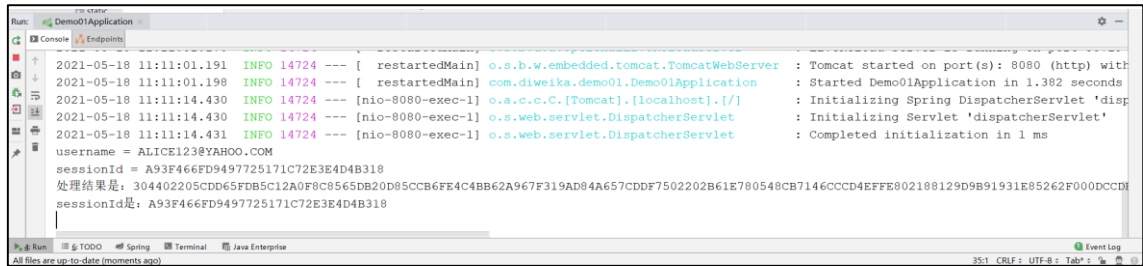 Run: Demo01Application
Console Endpoints
2021-05-18 11:11:01.191 INFO 14724 --- [ restartedMain] o.s.b.w.embedded.tomcat.TomcatWebServer : Tomcat started on port(s): 8080 (http) with
2021-05-18 11:11:01.198 INFO 14724 --- [ restartedMain] com.diweika.demo01.Demo01Application : Started Demo01Application in 1.382 seconds
2021-05-18 11:11:14.430 INFO 14724 --- [nio-8080-exec-1] o.a.c.c.C.[Tomcat].[localhost].[/] : Initializing Spring DispatcherServlet 'disp
2021-05-18 11:11:14.430 INFO 14724 --- [nio-8080-exec-1] o.s.web.servlet.DispatcherServlet : Initializing Servlet 'dispatcherServlet'
2021-05-18 11:11:14.431 INFO 14724 --- [nio-8080-exec-1] o.s.web.servlet.DispatcherServlet : Completed initialization in 1 ms
username = ALICE123@YAHOO.COM
sessionId = A93F466FD9497725171C72E3E4D4B318
处理结果是: 304402205CDD65FDB5C12A0F8C8565DB20D85CCB6FE4C4BB62A967F319AD84A657CDDF7502202B61E780548CB7146CCCD4EFFE802188129D9B91931E85262F000DCCD
sessionId是: A93F466FD9497725171C72E3E4D4B318
4: Run 6: TODO Spring Terminal Java Enterprise Event Log
All files are up-to-date (moments ago) 35:1 CRLF UTF-8 Tab*